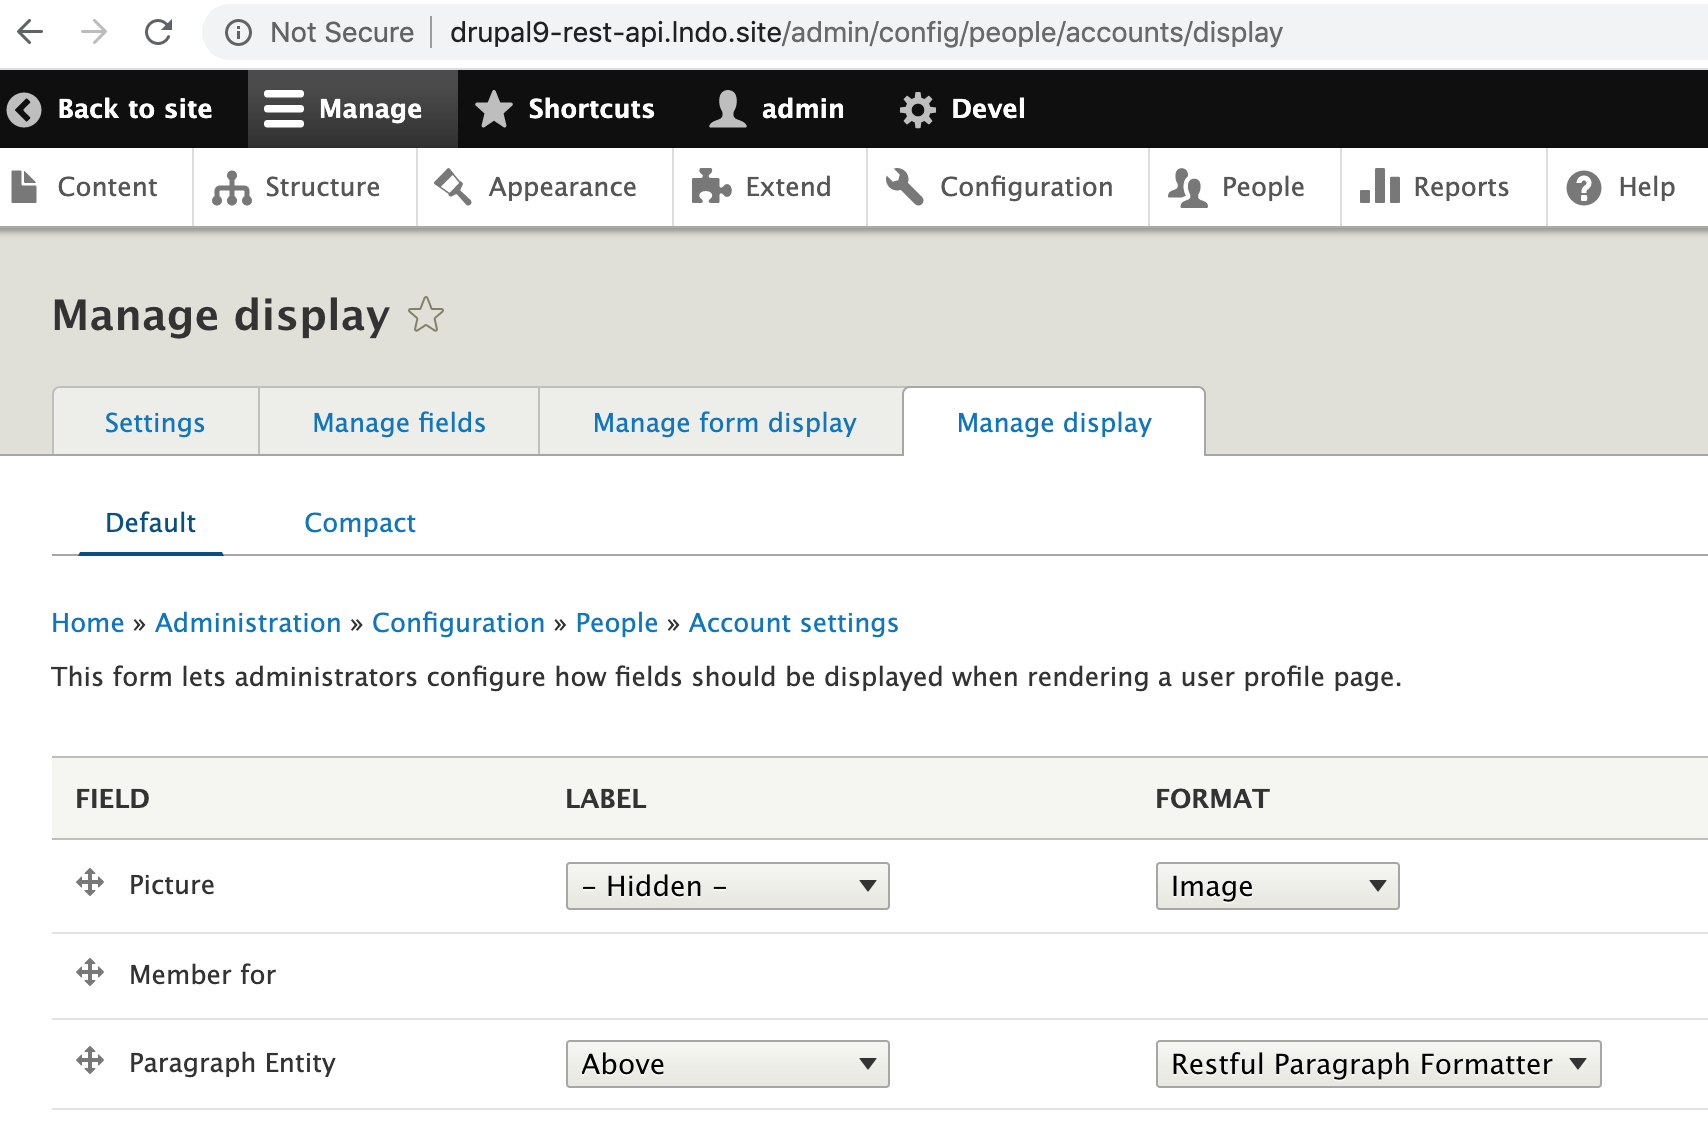 Not Secure drupal9-rest-api.lndo.site/admin/config/people/accounts/display
Back to site Manage Shortcuts admin Devel
Content Structure Appearance Extend Configuration People Reports Help
Manage display
Settings Manage fields Manage form display Manage display
Default Compact
Home » Administration » Configuration » People » Account settings
This form lets administrators configure how fields should be displayed when rendering a user profile page.
FIELD LABEL FORMAT
Picture - Hidden - Image
Member for
Paragraph Entity Above Restful Paragraph Formatter